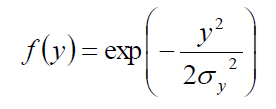 f(y) = exp(-y²/2σ_y²)